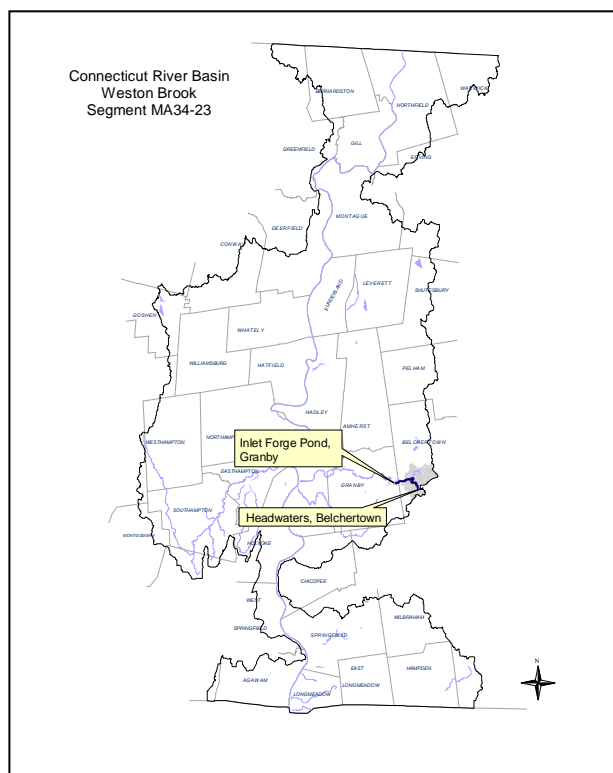 Connecticut River Basin
Weston Brook
Segment MA34-23
BERNARDSTON
WARWICK
NORTHFIELD
GILL
GREENFIELD
ERVING
MONTAGUE
DEERFIELD
CONWAY
LEVERETT
SHUTESBURY
SUNDERLAND
GOSHEN
WHATELY
WILLIAMSBURG
HATFIELD
PELHAM
HADLEY
AMHERST
WESTHAMPTON
Inlet Forge Pond,
Granby
BELCHERTOWN
EASTHAMPTON
GRANBY
SOUTHAMPTON
Headwaters, Belchertown
HOLYOKE
CHICOPEE
WEST
SPRINGFIELD
SPRINGFIELD
WILBRAHAM
EAST
LONGMEADOW
HAMPDEN
AGAWAM
LONGMEADOW
N